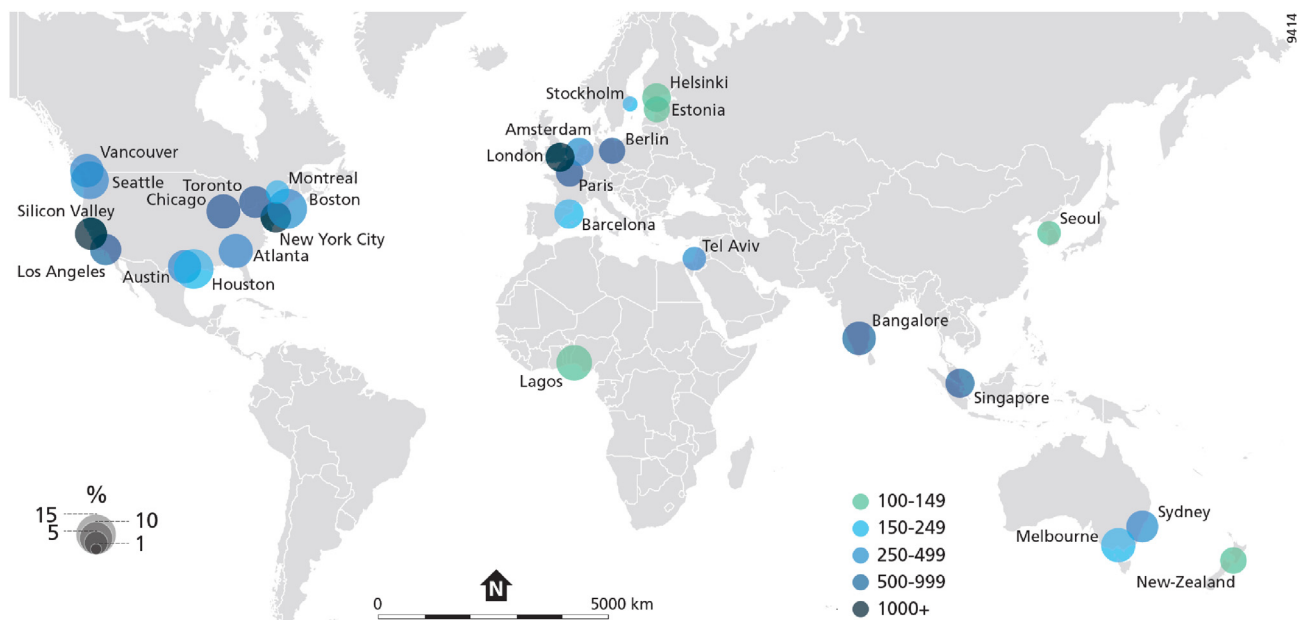 9414
Helsinki
Stockholm
Estonia
Amsterdam
Berlin
London
Paris
Barcelona
Vancouver
Seattle
Montreal
Toronto
Chicago
Boston
Silicon Valley
New York City
Atlanta
Los Angeles
Austin
Houston
Tel Aviv
Seoul
Bangalore
Lagos
Singapore
Sydney
Melbourne
New-Zealand
%
15
10
5
1
N
0
5000 km
100-149
150-249
250-499
500-999
1000+